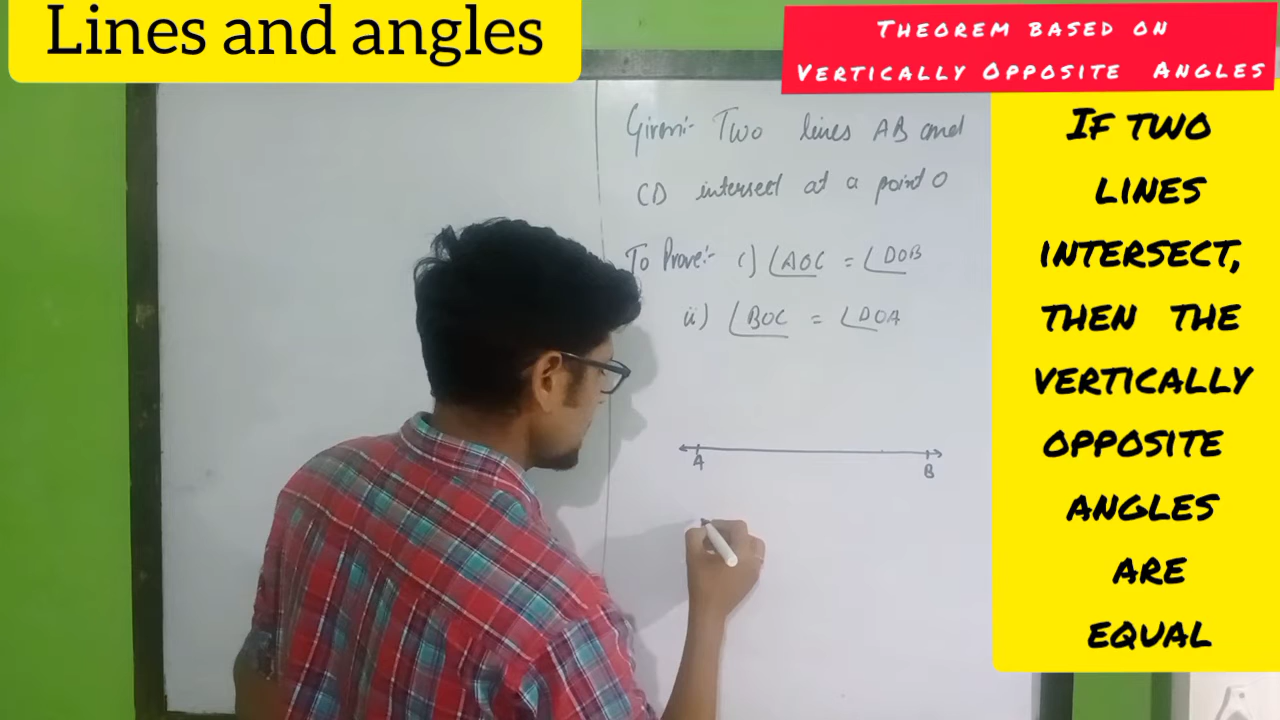 Lines and angles
THEOREM BASED ON
VERTICALLY OPPOSITE ANGLES
IF TWO
LINES
INTERSECT,
THEN THE
VERTICALLY
OPPOSITE
ANGLES
ARE
EQUAL
Given:- Two lines AB and
CD intersect at a point O
To Prove:- i) ∠AOC = ∠DOB
ii) ∠BOC = ∠DOA
A B